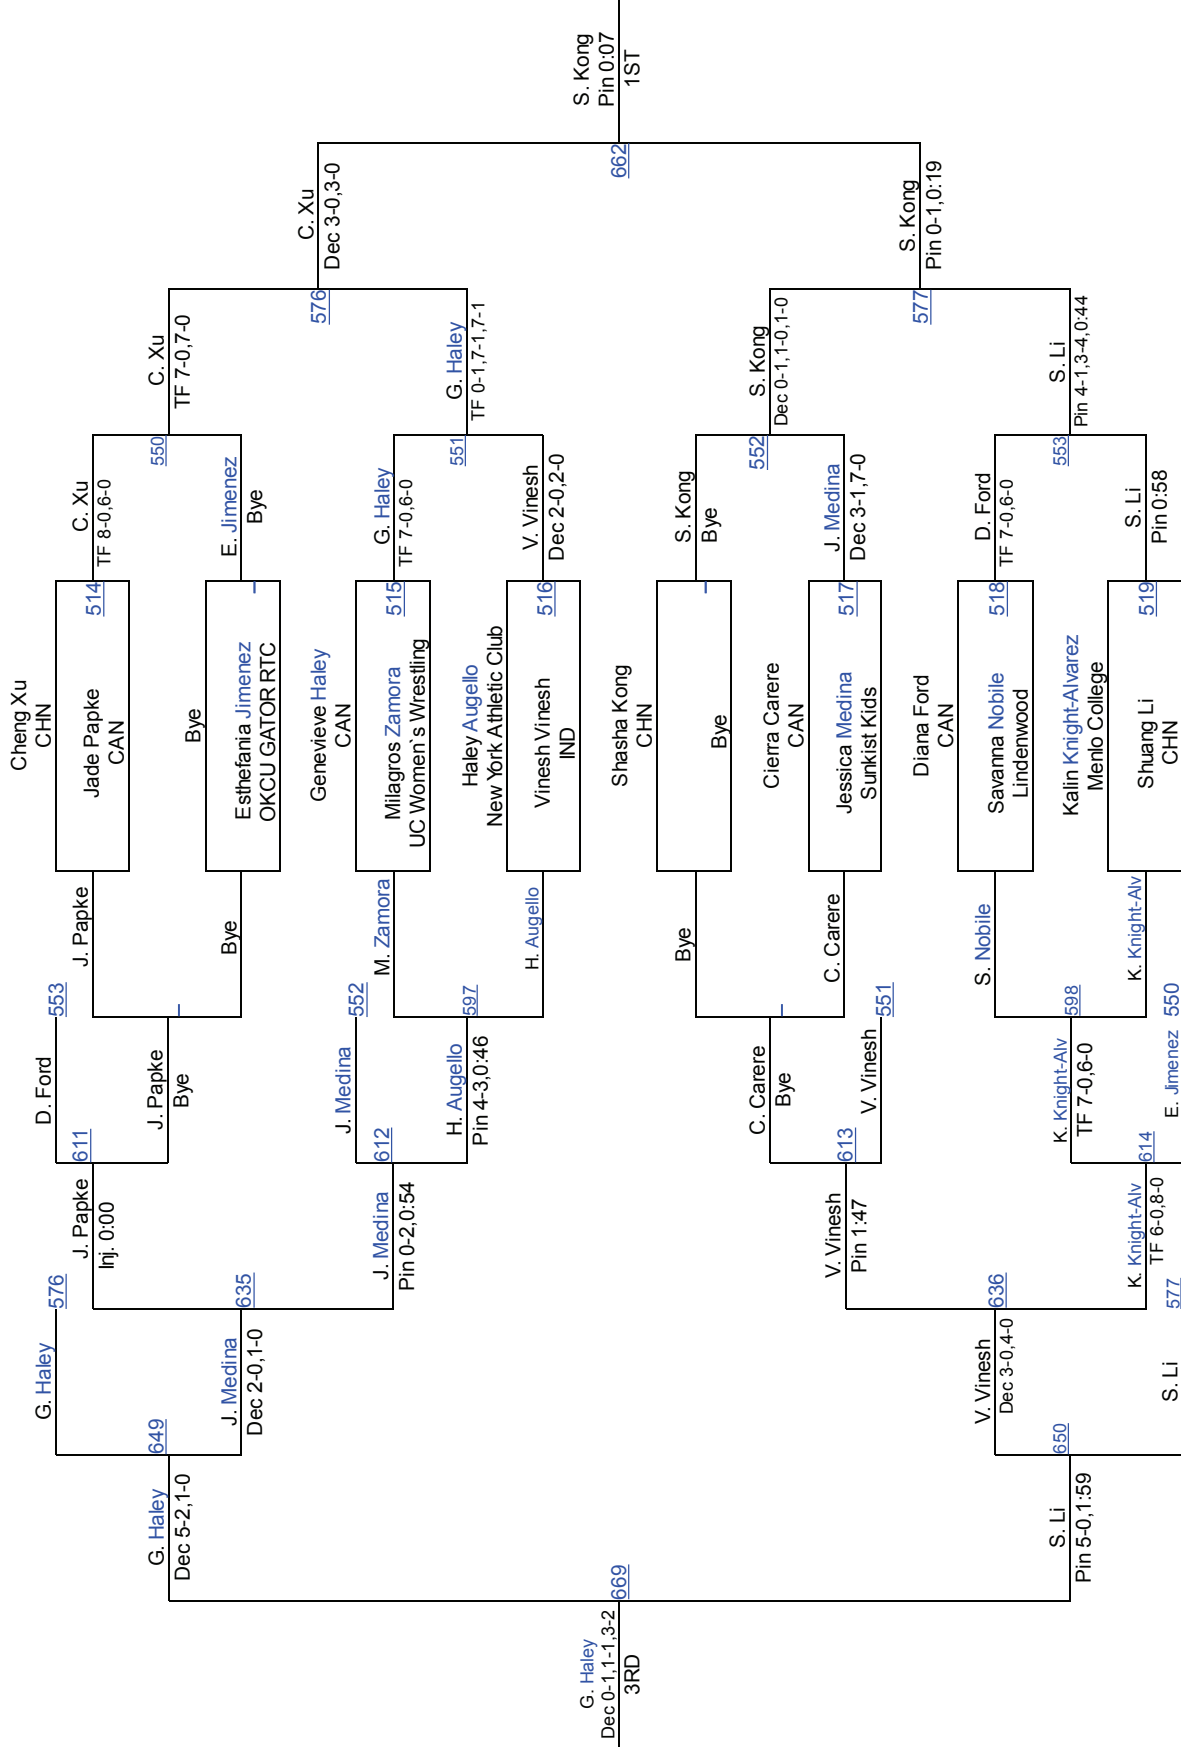 G. Haley
Dec 0-1,1-1,3-2
3RD
669
G. Haley
Dec 5-2,1-0
649
G. Haley
576
J. Medina
Dec 2-0,1-0
635
J. Papke
Inj. 0:00
611
D. Ford
553
J. Papke
Bye
J. Papke
Bye
J. Medina
Pin 0-2,0:54
612
J. Medina
552
H. Augello
Pin 4-3,0:46
597
M. Zamora
H. Augello
S. Li
Pin 5-0,1:59
650
V. Vinesh
Dec 3-0,4-0
636
V. Vinesh
Pin 1:47
613
C. Carere
Bye
Bye
C. Carere
V. Vinesh
551
K. Knight-Alv
TF 6-0,8-0
614
K. Knight-Alv
TF 7-0,6-0
598
S. Nobile
K. Knight-Alv
E. Jimenez 550
S. Li
577
Cheng Xu
CHN
Jade Papke
CAN
514
Bye
Esthefania Jimenez
OKCU GATOR RTC
Genevieve Haley
CAN
Milagros Zamora
UC Women`s Wrestling
515
Haley Augello
New York Athletic Club
Vinesh Vinesh
IND
516
Shasha Kong
CHN
Bye
Cierra Carere
CAN
Jessica Medina
Sunkist Kids
517
Diana Ford
CAN
Savanna Nobile
Lindenwood
518
Kalin Knight-Alvarez
Menlo College
Shuang Li
CHN
519
C. Xu
TF 8-0,6-0
E. Jimenez
Bye
550
G. Haley
TF 7-0,6-0
V. Vinesh
Dec 2-0,2-0
551
S. Kong
Bye
J. Medina
Dec 3-1,7-0
552
D. Ford
TF 7-0,6-0
S. Li
Pin 0:58
553
C. Xu
TF 7-0,7-0
G. Haley
TF 0-1,7-1,7-1
576
S. Kong
Dec 0-1,1-0,1-0
S. Li
Pin 4-1,3-4,0:44
577
C. Xu
Dec 3-0,3-0
S. Kong
Pin 0-1,0:19
662
S. Kong
Pin 0:07
1ST